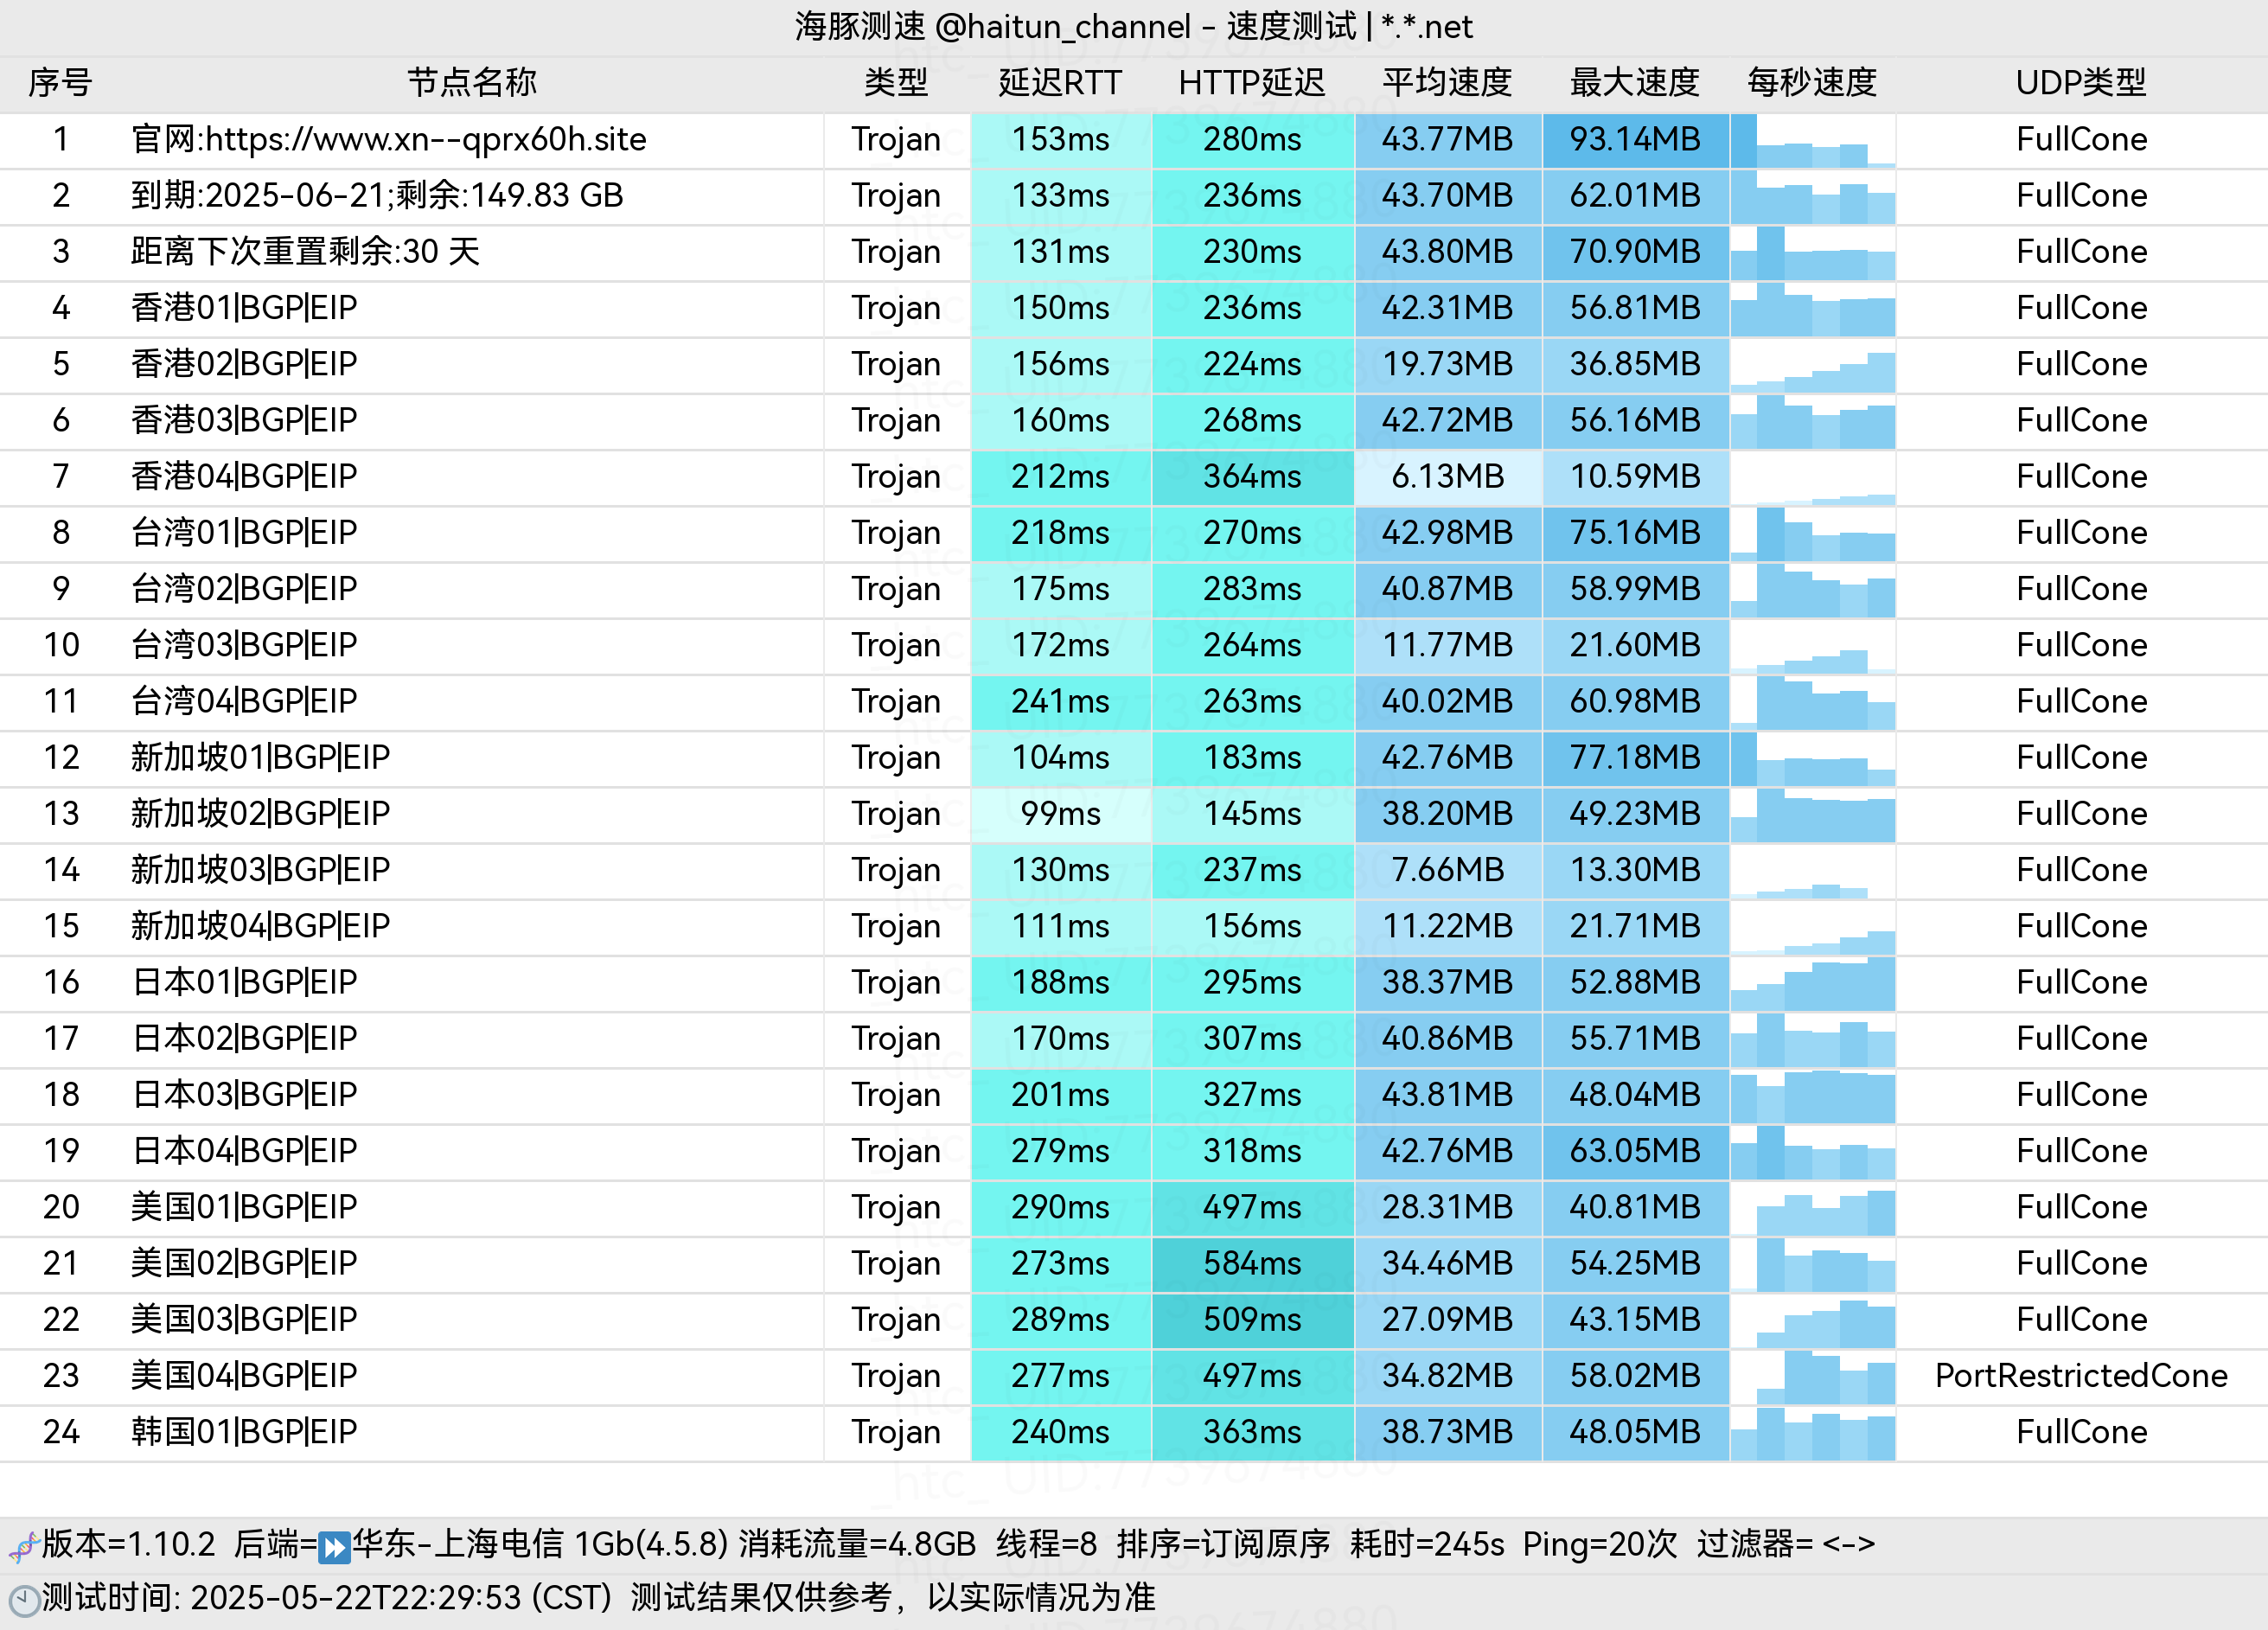 海豚测速 @haitun_channel - 速度测试 | *.*.net
序号 节点名称 类型 延迟RTT HTTP延迟 平均速度 最大速度 每秒速度 UDP类型
1 官网:https://www.xn--qprx60h.site Trojan 153ms 280ms 43.77MB 93.14MB FullCone
2 到期:2025-06-21;剩余:149.83 GB Trojan 133ms 236ms 43.70MB 62.01MB FullCone
3 距离下次重置剩余:30 天 Trojan 131ms 230ms 43.80MB 70.90MB FullCone
4 香港01|BGP|EIP Trojan 150ms 236ms 42.31MB 56.81MB FullCone
5 香港02|BGP|EIP Trojan 156ms 224ms 19.73MB 36.85MB FullCone
6 香港03|BGP|EIP Trojan 160ms 268ms 42.72MB 56.16MB FullCone
7 香港04|BGP|EIP Trojan 212ms 364ms 6.13MB 10.59MB FullCone
8 台湾01|BGP|EIP Trojan 218ms 270ms 42.98MB 75.16MB FullCone
9 台湾02|BGP|EIP Trojan 175ms 283ms 40.87MB 58.99MB FullCone
10 台湾03|BGP|EIP Trojan 172ms 264ms 11.77MB 21.60MB FullCone
11 台湾04|BGP|EIP Trojan 241ms 263ms 40.02MB 60.98MB FullCone
12 新加坡01|BGP|EIP Trojan 104ms 183ms 42.76MB 77.18MB FullCone
13 新加坡02|BGP|EIP Trojan 99ms 145ms 38.20MB 49.23MB FullCone
14 新加坡03|BGP|EIP Trojan 130ms 237ms 7.66MB 13.30MB FullCone
15 新加坡04|BGP|EIP Trojan 111ms 156ms 11.22MB 21.71MB FullCone
16 日本01|BGP|EIP Trojan 188ms 295ms 38.37MB 52.88MB FullCone
17 日本02|BGP|EIP Trojan 170ms 307ms 40.86MB 55.71MB FullCone
18 日本03|BGP|EIP Trojan 201ms 327ms 43.81MB 48.04MB FullCone
19 日本04|BGP|EIP Trojan 279ms 318ms 42.76MB 63.05MB FullCone
20 美国01|BGP|EIP Trojan 290ms 497ms 28.31MB 40.81MB FullCone
21 美国02|BGP|EIP Trojan 273ms 584ms 34.46MB 54.25MB FullCone
22 美国03|BGP|EIP Trojan 289ms 509ms 27.09MB 43.15MB FullCone
23 美国04|BGP|EIP Trojan 277ms 497ms 34.82MB 58.02MB PortRestrictedCone
24 韩国01|BGP|EIP Trojan 240ms 363ms 38.73MB 48.05MB FullCone
_htc_ UID:7739674880
🧬版本=1.10.2 后端=⏩华东-上海电信 1Gb(4.5.8) 消耗流量=4.8GB 线程=8 排序=订阅原序 耗时=245s Ping=20次 过滤器= <->
🕙测试时间: 2025-05-22T22:29:53 (CST) 测试结果仅供参考，以实际情况为准